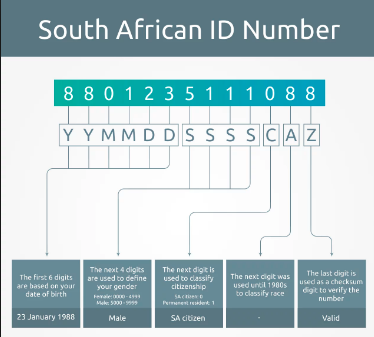 South African ID Number
8 8 0 1 2 3 5 1 1 1 0 8 8
Y Y M M D D S S S S C A Z
The first 6 digits
are based on your
date of birth
23 January 1988
The next 4 digits
are used to define
your gender
Female: 0000 - 4999
Male: 5000 - 9999
Male
The next digit is
used to classify
citizenship
SA citizen: 0
Permanent resident: 1
SA citizen
The next digit was
used until 1980s
to classify race
-
The last digit is
used as a checksum
digit to verify the
number
Valid